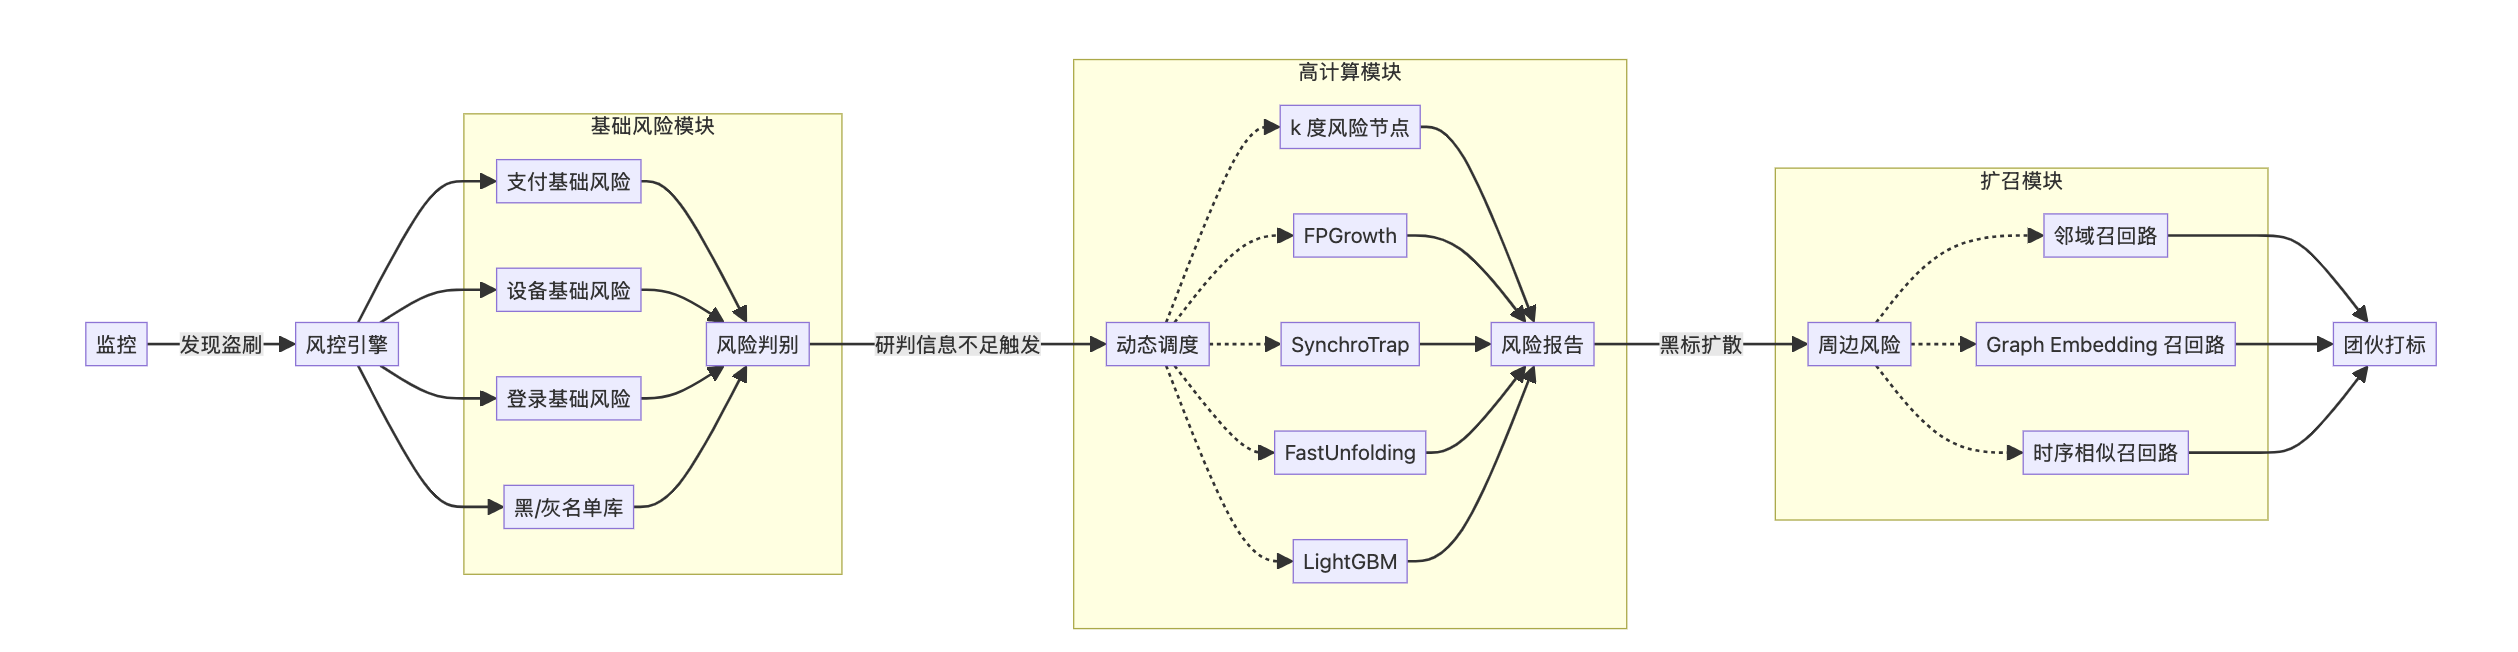 监控
发现盗刷
风控引擎
基础风险模块
支付基础风险
设备基础风险
登录基础风险
黑/灰名单库
风险判别
研判信息不足触发
高计算模块
动态调度
k 度风险节点
FPGrowth
SynchroTrap
FastUnfolding
LightGBM
风险报告
黑标扩散
扩召模块
周边风险
邻域召回路
Graph Embedding 召回路
时序相似召回路
团伙打标